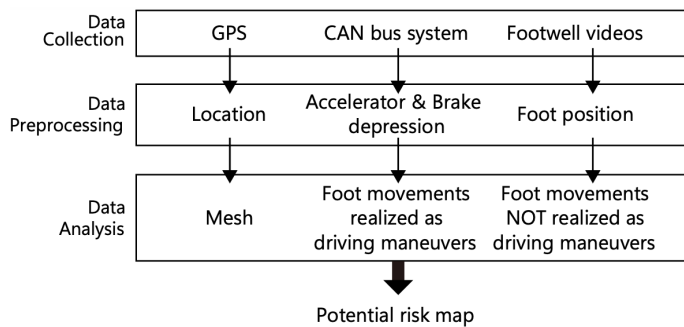 Data
Collection
GPS
CAN bus system
Footwell videos
Data
Preprocessing
Location
Accelerator & Brake
depression
Foot position
Data
Analysis
Mesh
Foot movements
realized as
driving maneuvers
Foot movements
NOT realized as
driving maneuvers
Potential risk map